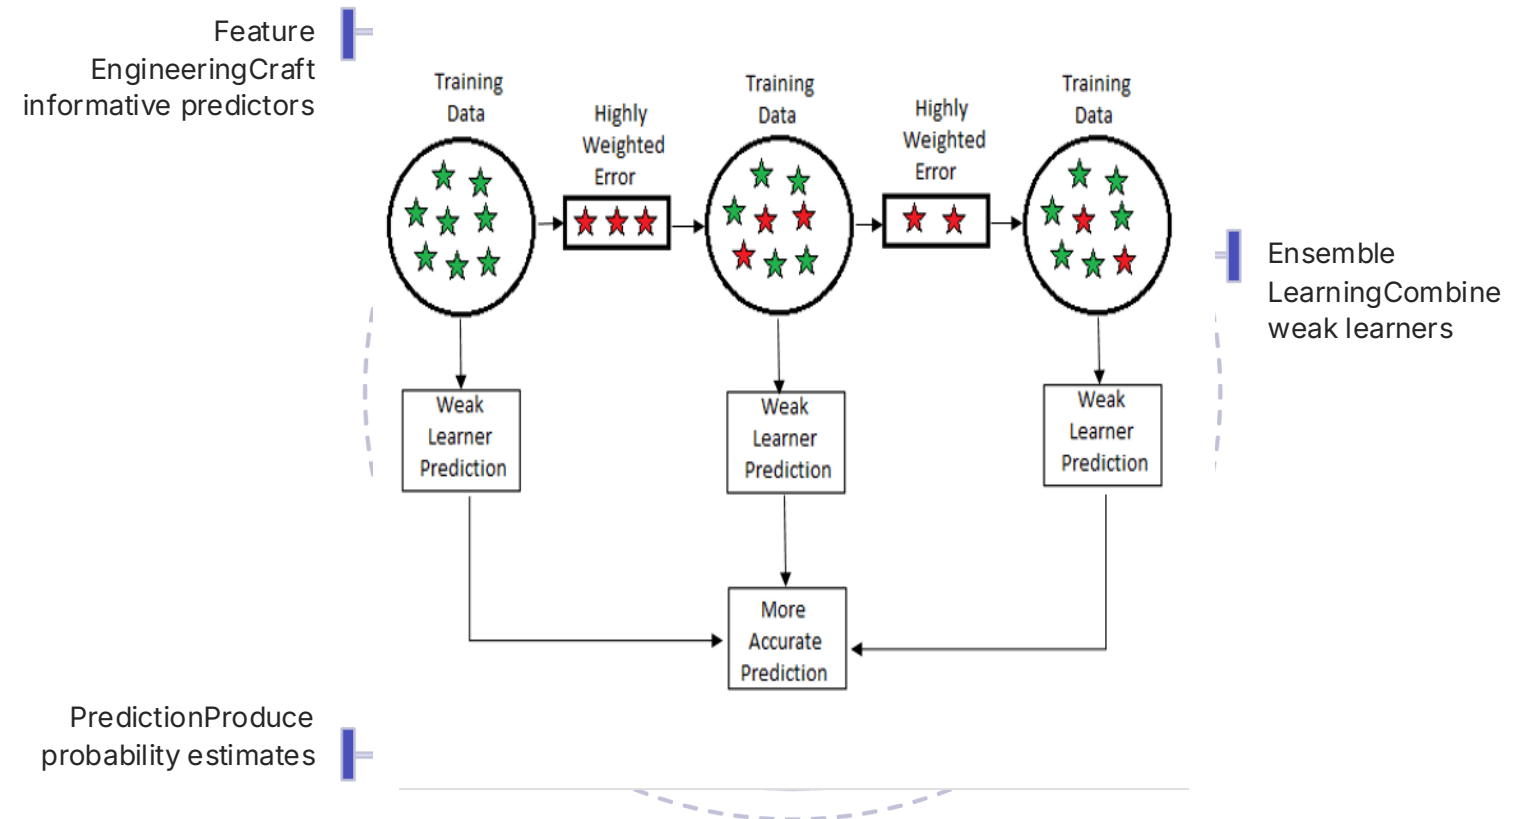 Feature
EngineeringCraft
informative predictors
Training
Data
Highly
Weighted
Error
Training
Data
Highly
Weighted
Error
Training
Data
Ensemble
LearningCombine
weak learners
Weak
Learner
Prediction
Weak
Learner
Prediction
Weak
Learner
Prediction
More
Accurate
Prediction
PredictionProduce
probability estimates